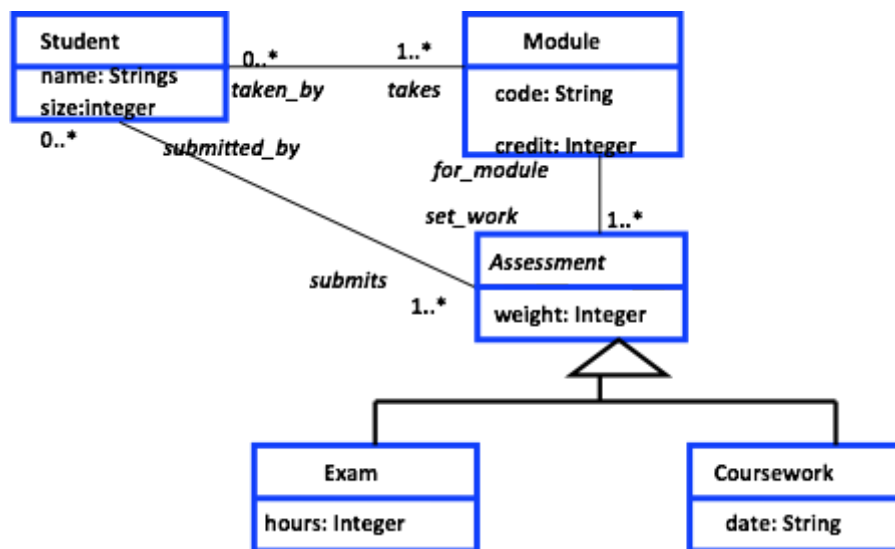 Student
name: Strings
size:integer
0..*
0..*
taken_by
1..*
takes
Module
code: String
credit: Integer
submitted_by
for_module
set_work
1..*
submits
1..*
Assessment
weight: Integer
Exam
hours: Integer
Coursework
date: String